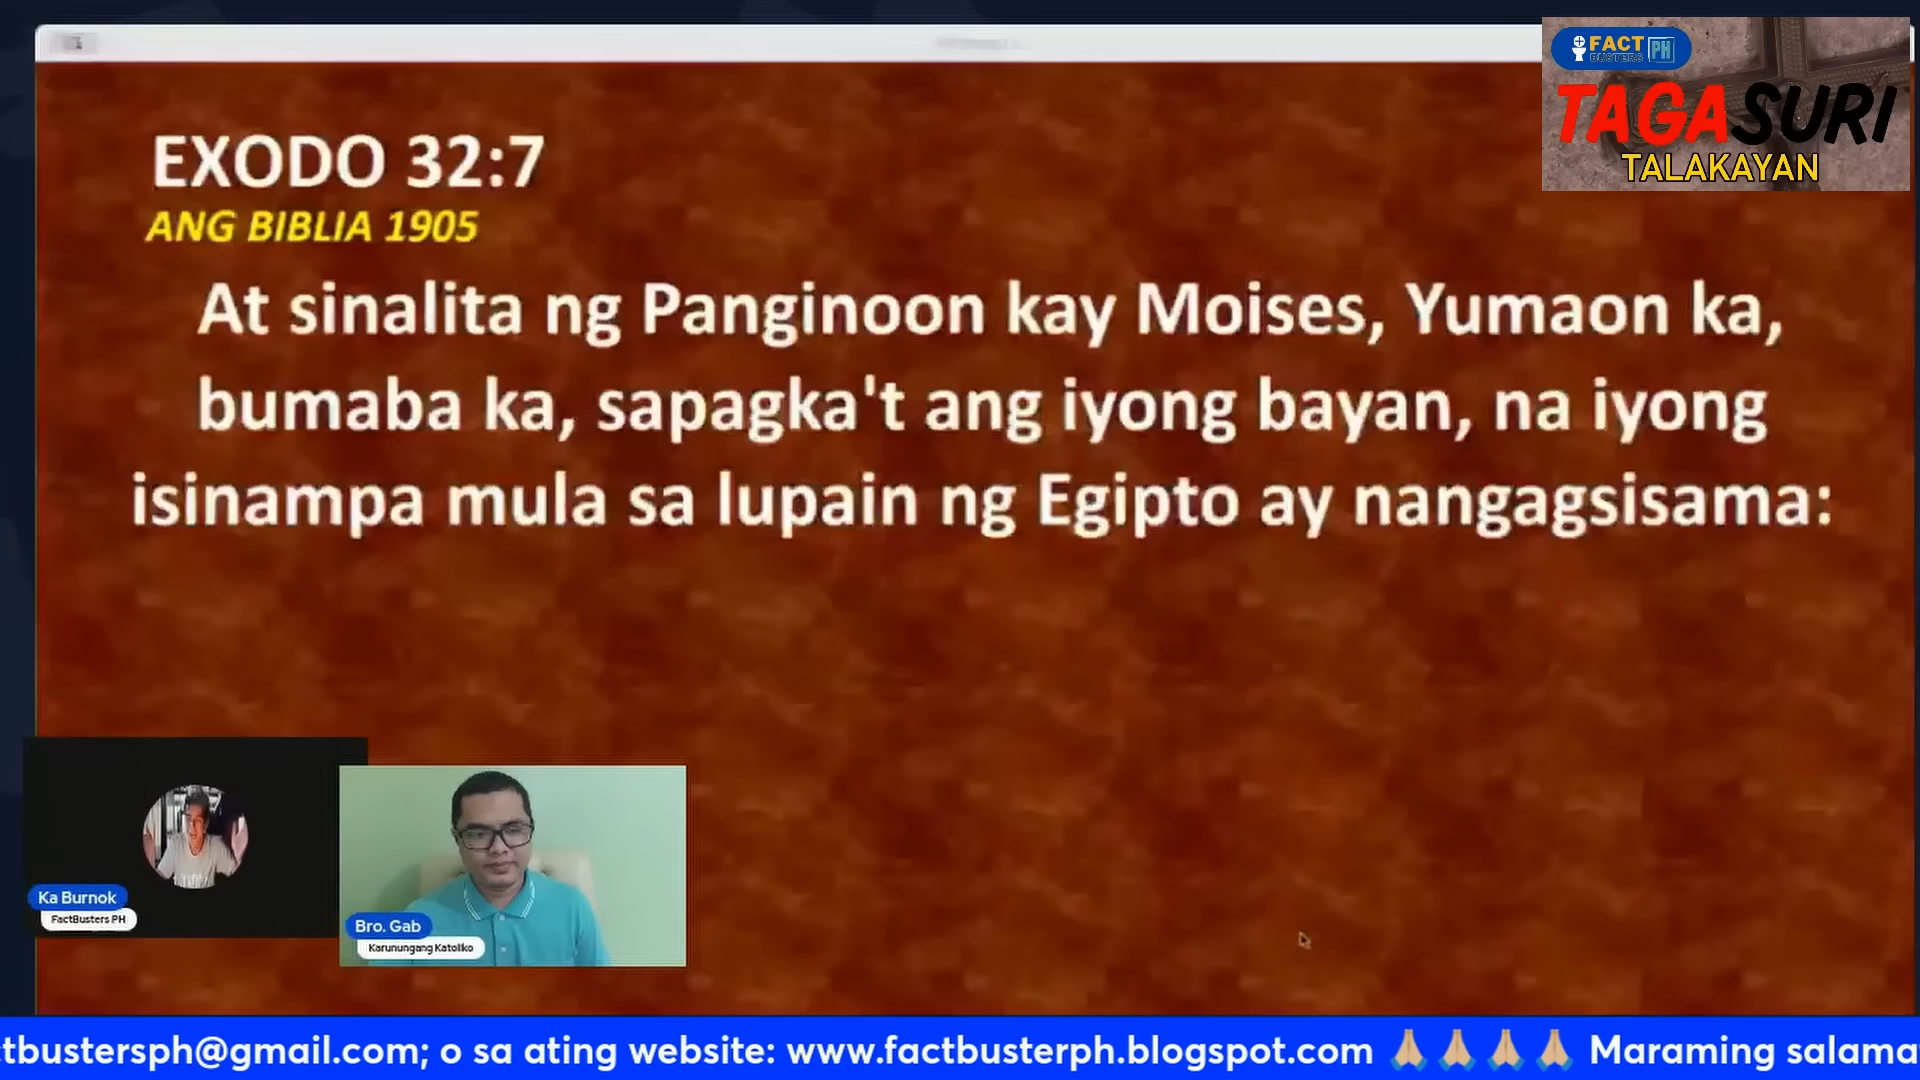 FACT
BUSTERS PH
TAGASURI
TALAKAYAN
EXODO 32:7
ANG BIBLIA 1905
At sinalita ng Panginoon kay Moises, Yumaon ka,
bumaba ka, sapagka't ang iyong bayan, na iyong
isinampa mula sa lupain ng Egipto ay nangagsisama:
Ka Burnok
FactBusters PH
Bro. Gab
Karunungang Katoliko
ctbustersph@gmail.com; o sa ating website: www.factbusterph.blogspot.com 🙏🏼 🙏🏼 🙏🏼 🙏🏼 Maraming salama